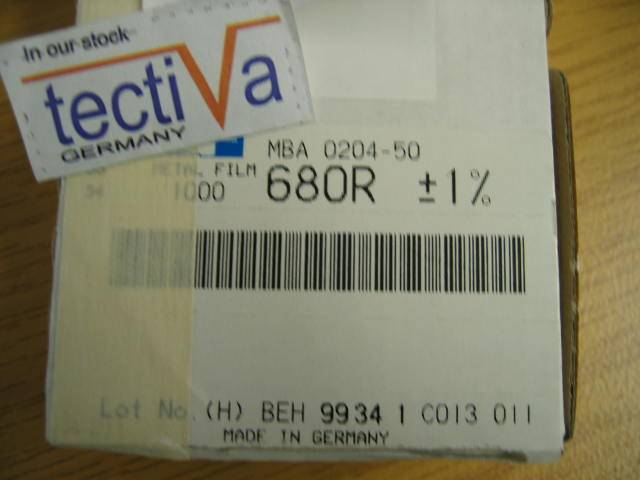 In our stock
tectiva
GERMANY
MBA 0204-50
METAL FILM
1000 680R ±1%
Lot No. (H) BEH 9934 1 C013 011
MADE IN GERMANY